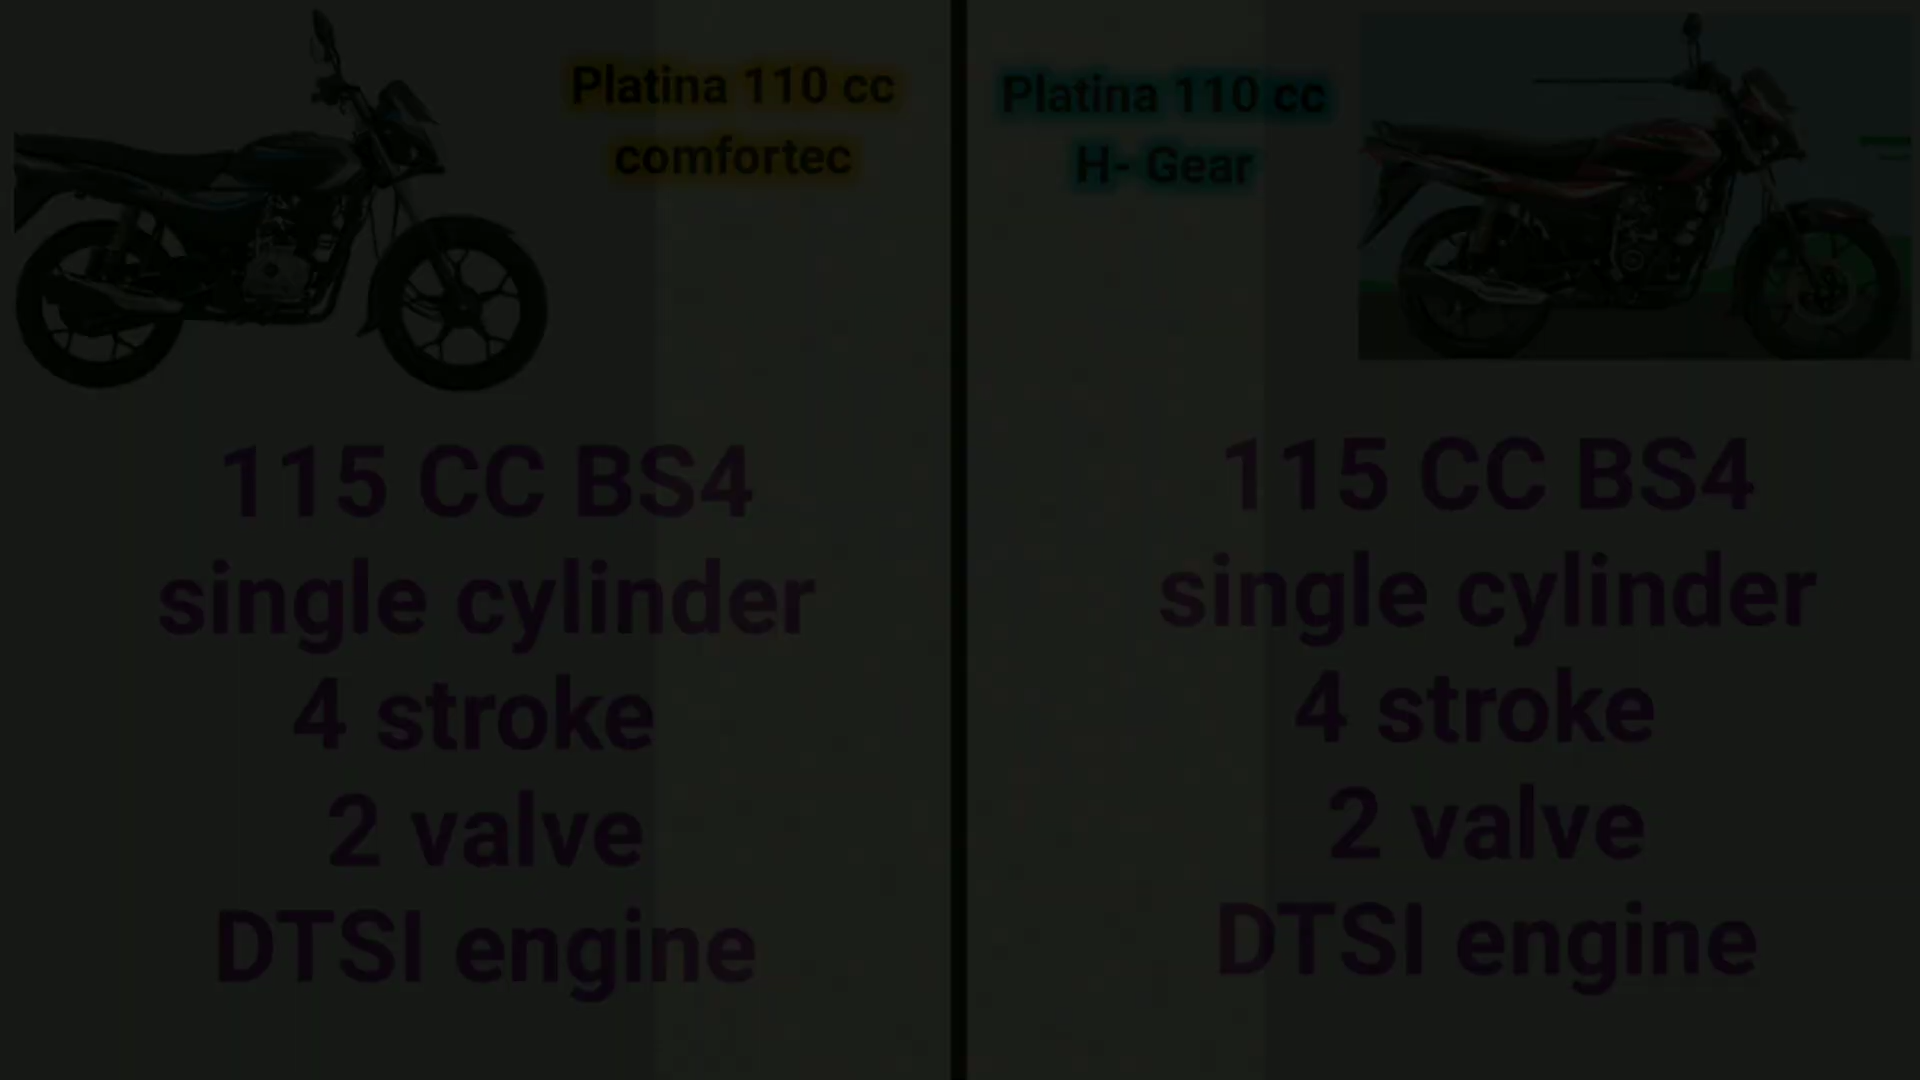 Platina 110 cc
comfortec
115 CC BS4
single cylinder
4 stroke
2 valve
DTSI engine
Platina 110 cc
H- Gear
115 CC BS4
single cylinder
4 stroke
2 valve
DTSI engine